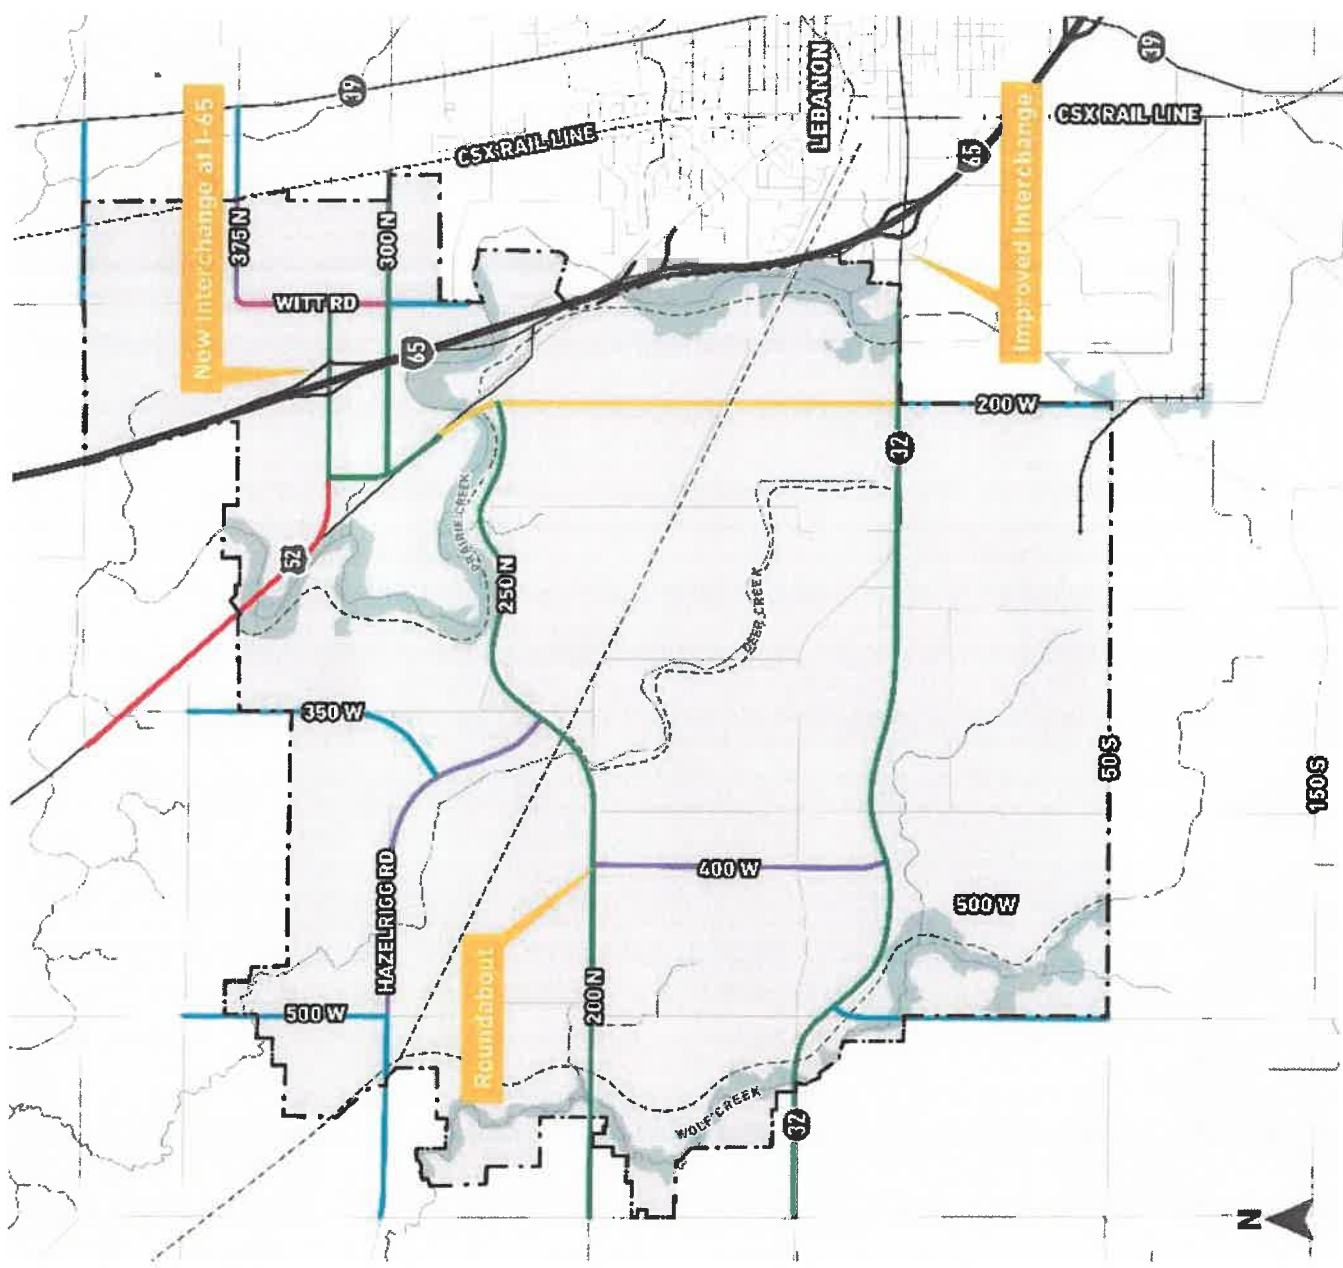 39
New Interchange at I-65
CSX RAIL LINE
LEBANON
Improved Interchange
CSX RAIL LINE
39
65
375 N
300 N
WITT RD
65
200 W
32
PRAIRIE CREEK
52
250 N
DEER CREEK
350 W
50 S
150 S
HAZELRIGG RD
400 W
500 W
Roundabout
500 W
200 N
WOLF CREEK
32
N